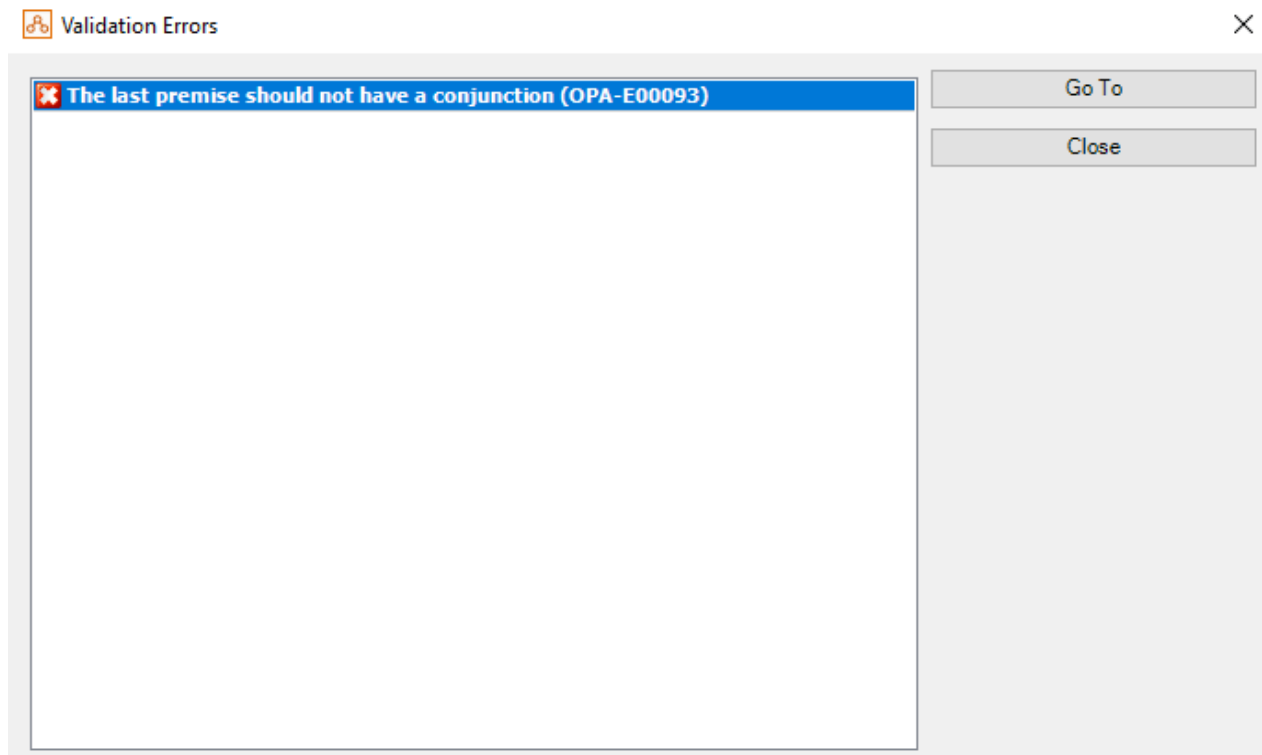 Validation Errors
The last premise should not have a conjunction (OPA-E00093)
Go To
Close